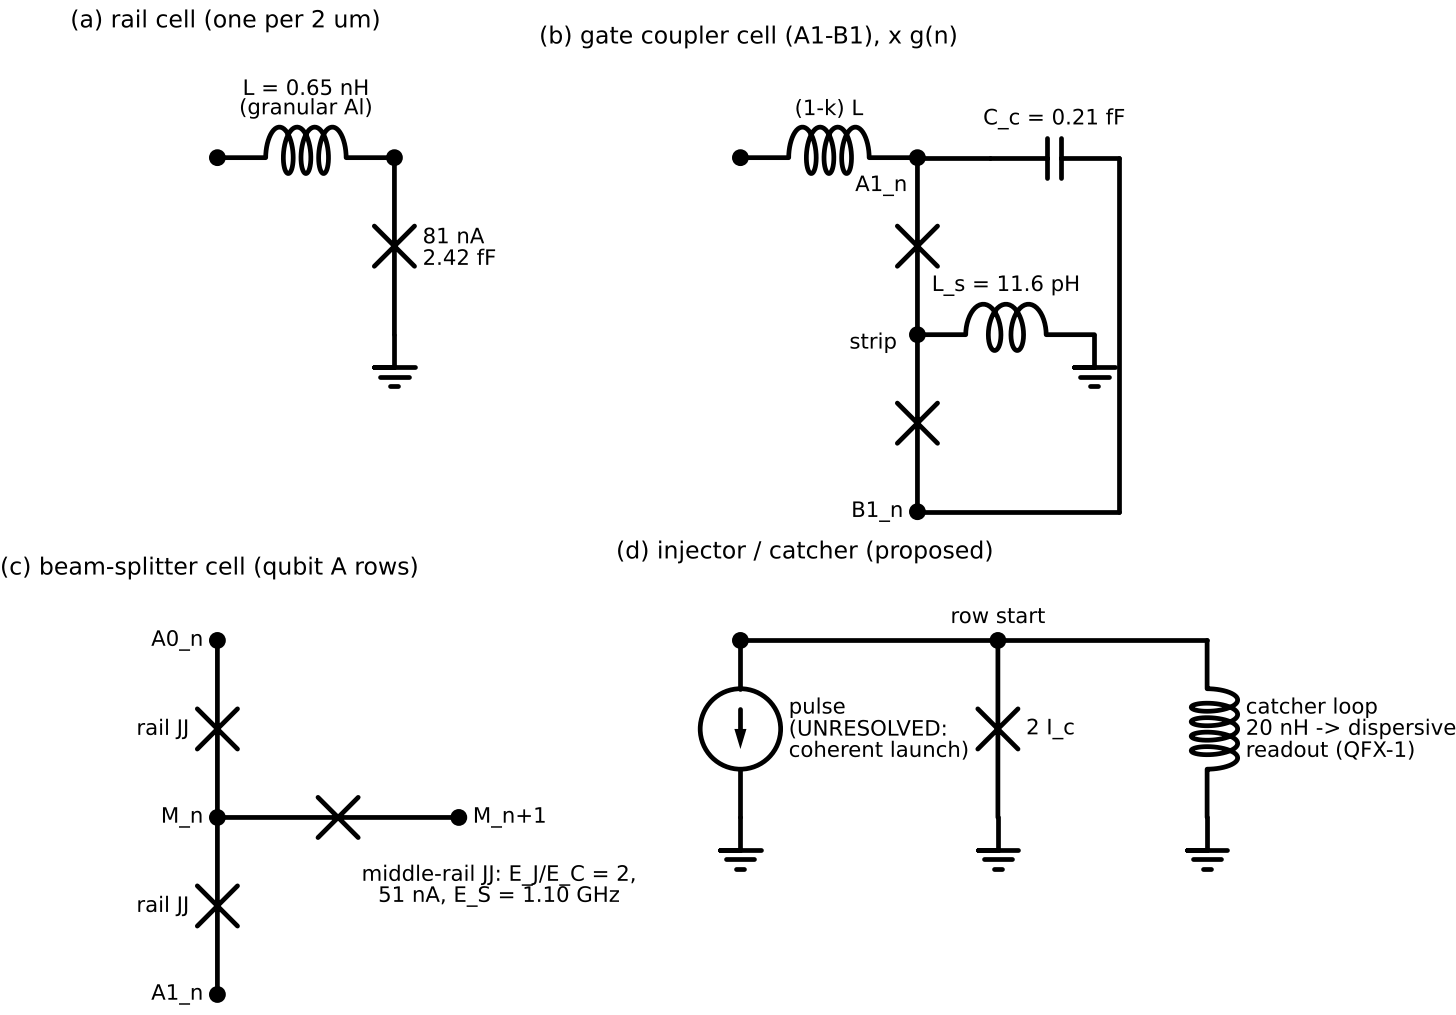 (a) rail cell (one per 2 um)
L = 0.65 nH
(granular Al)
81 nA
2.42 fF
(b) gate coupler cell (A1-B1), x g(n)
(1-k) L
C_c = 0.21 fF
A1_n
L_s = 11.6 pH
strip
B1_n
(c) beam-splitter cell (qubit A rows)
A0_n
rail JJ
M_n
M_n+1
middle-rail JJ: E_J/E_C = 2,
51 nA, E_S = 1.10 GHz
rail JJ
A1_n
(d) injector / catcher (proposed)
row start
pulse
(UNRESOLVED:
coherent launch)
2 I_c
catcher loop
20 nH -> dispersive
readout (QFX-1)